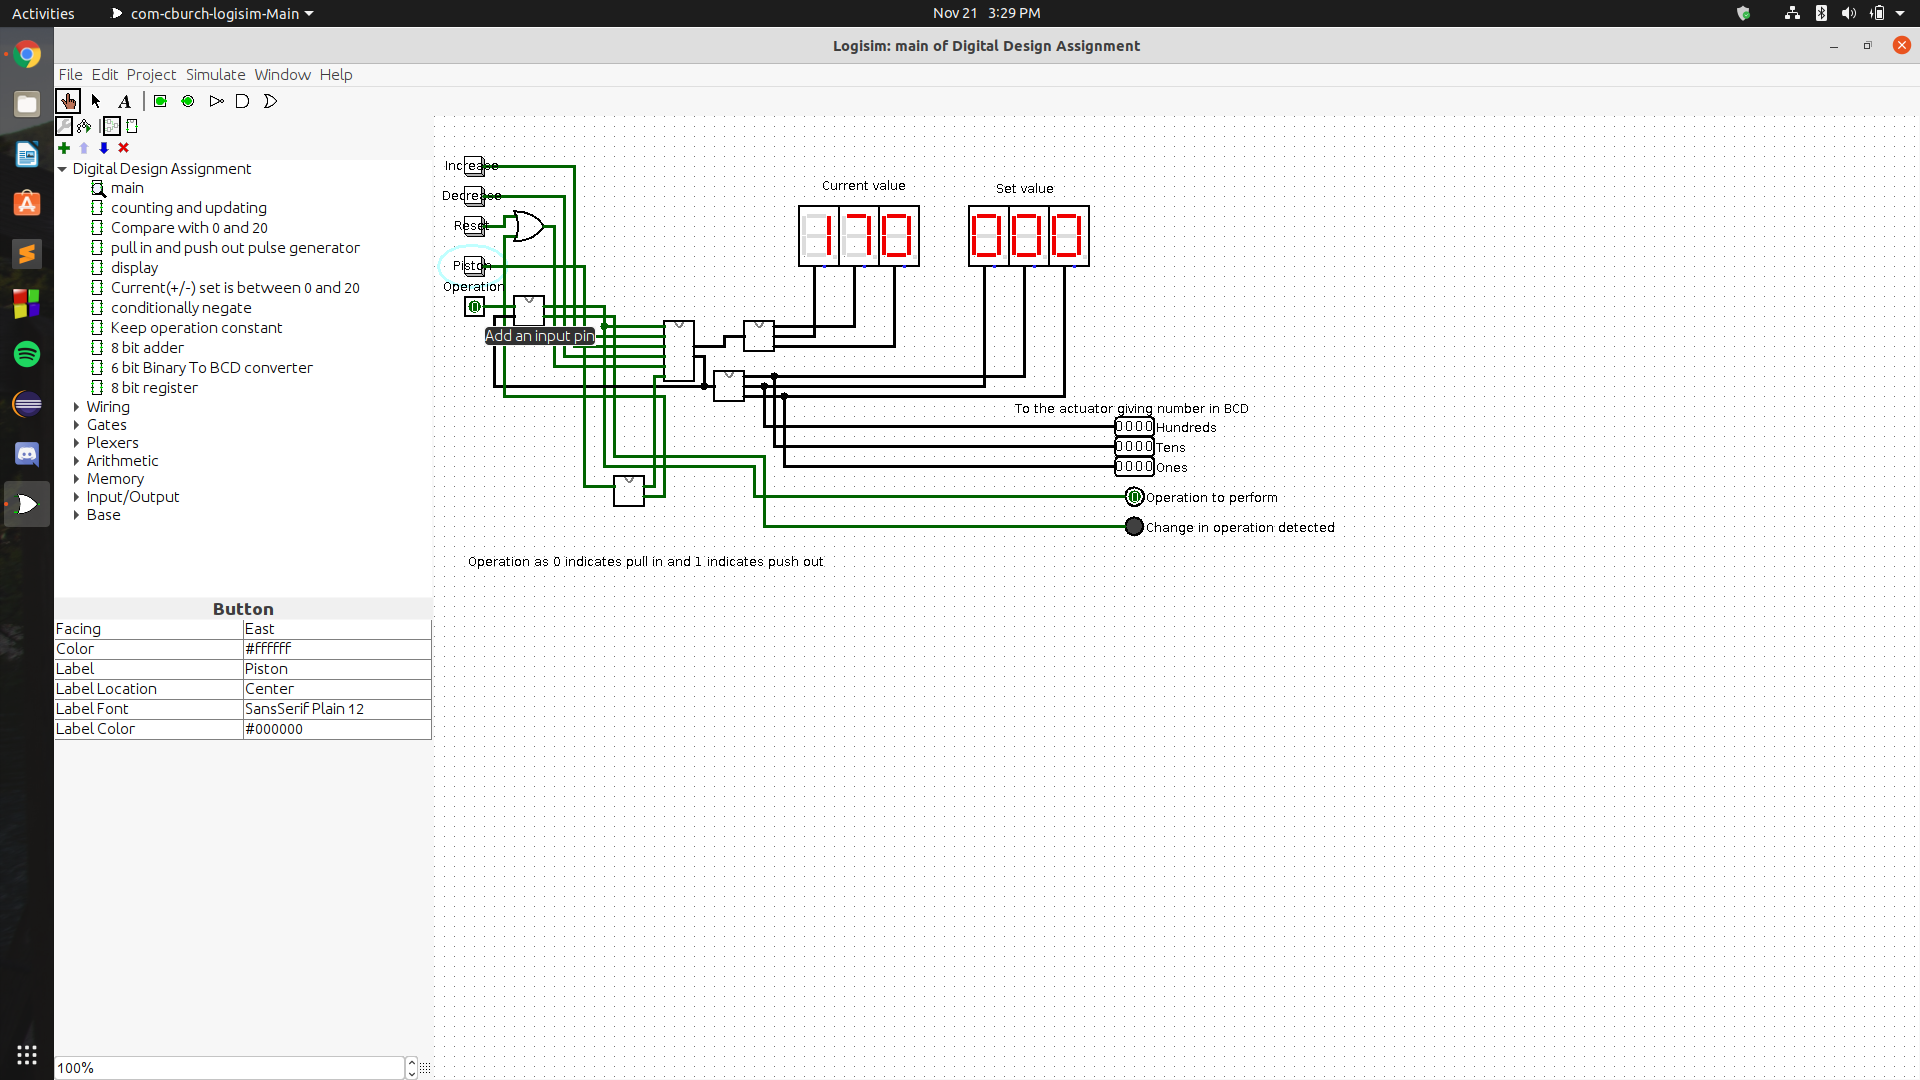 Activities com-cburch-logisim-Main Nov 21 3:29 PM
Logisim: main of Digital Design Assignment
File Edit Project Simulate Window Help
A
Digital Design Assignment
main
counting and updating
Compare with 0 and 20
pull in and push out pulse generator
display
Current(+/-) set is between 0 and 20
conditionally negate
Keep operation constant
8 bit adder
6 bit Binary To BCD converter
8 bit register
Wiring
Gates
Plexers
Arithmetic
Memory
Input/Output
Base
Button
Facing East
Color #ffffff
Label Piston
Label Location Center
Label Font SansSerif Plain 12
Label Color #000000
100%
Increase
Decrease
Reset
Piston
Operation
0
Add an input pin
Current value
170
Set value
000
To the actuator giving number in BCD
0000 Hundreds
0000 Tens
0000 Ones
0 Operation to perform
Change in operation detected
Operation as 0 indicates pull in and 1 indicates push out